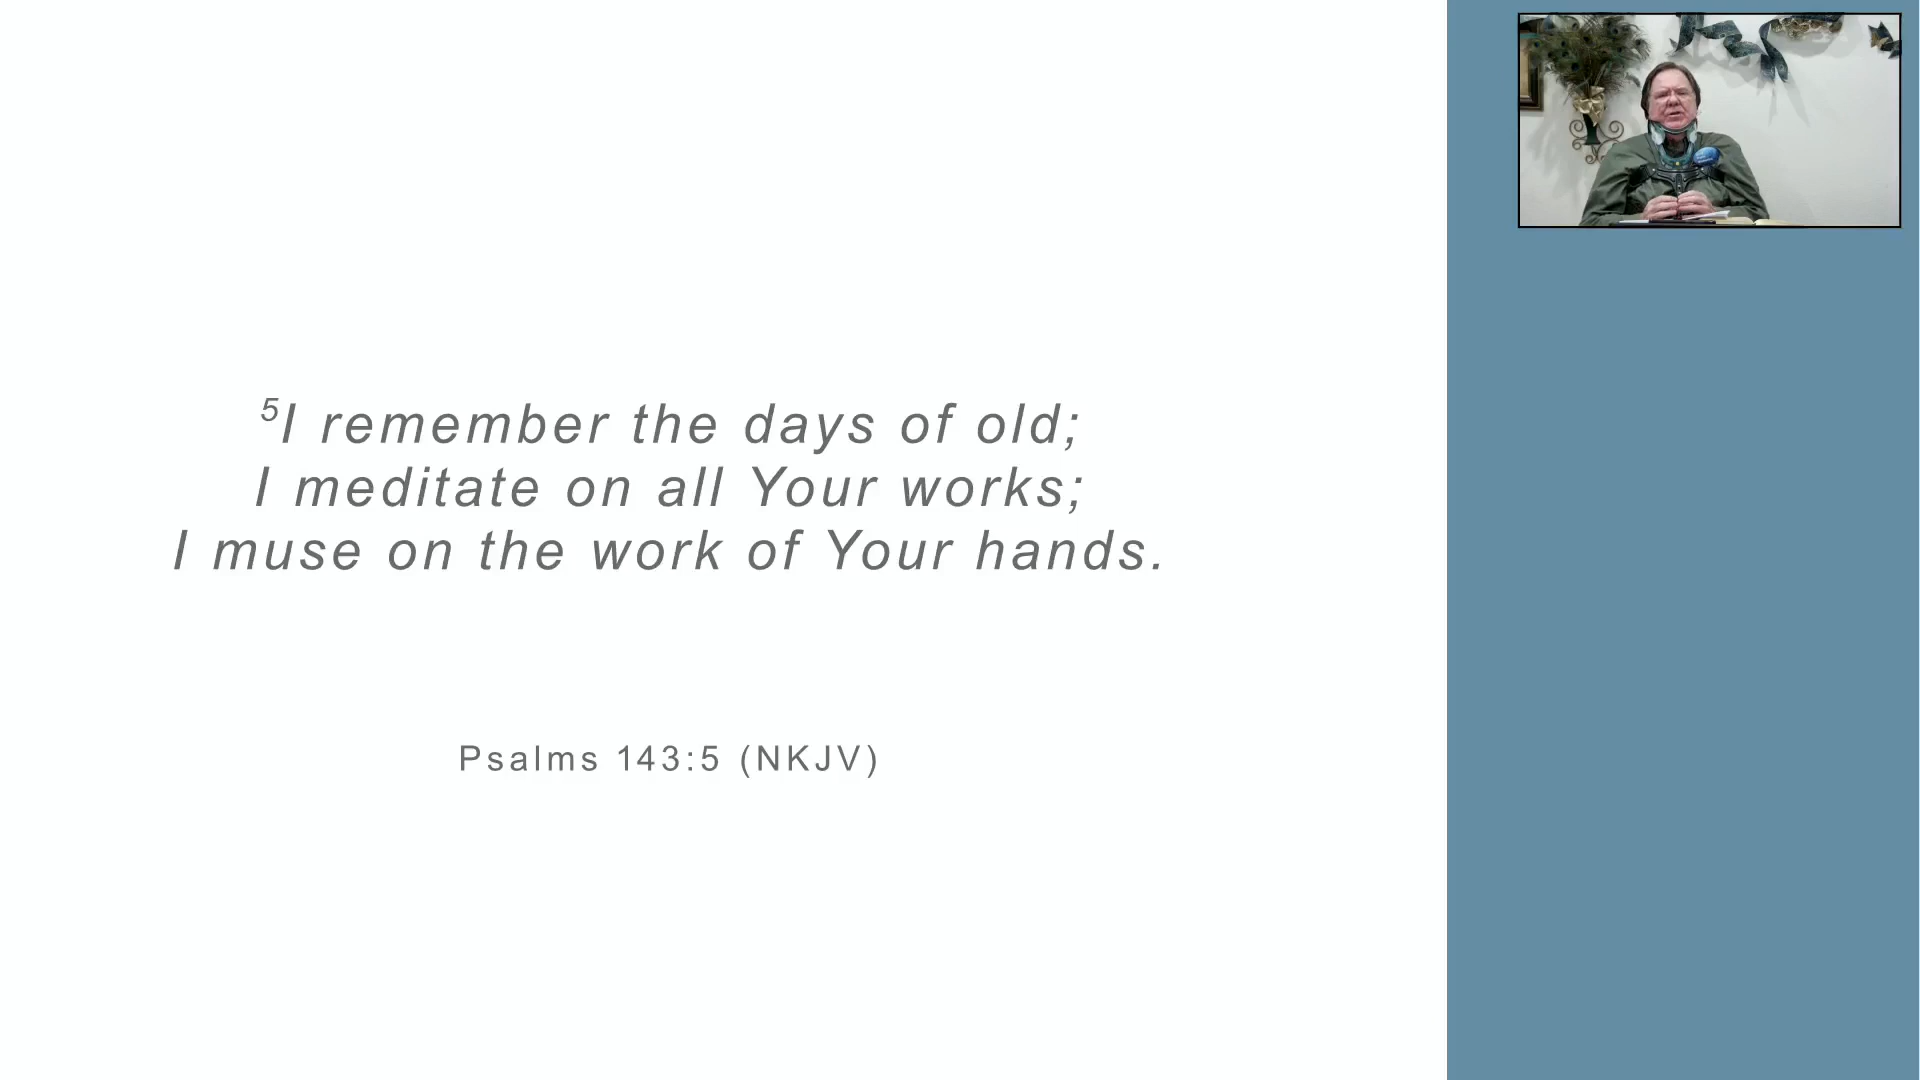 ⁵I remember the days of old;
I meditate on all Your works;
I muse on the work of Your hands.
Psalms 143:5 (NKJV)